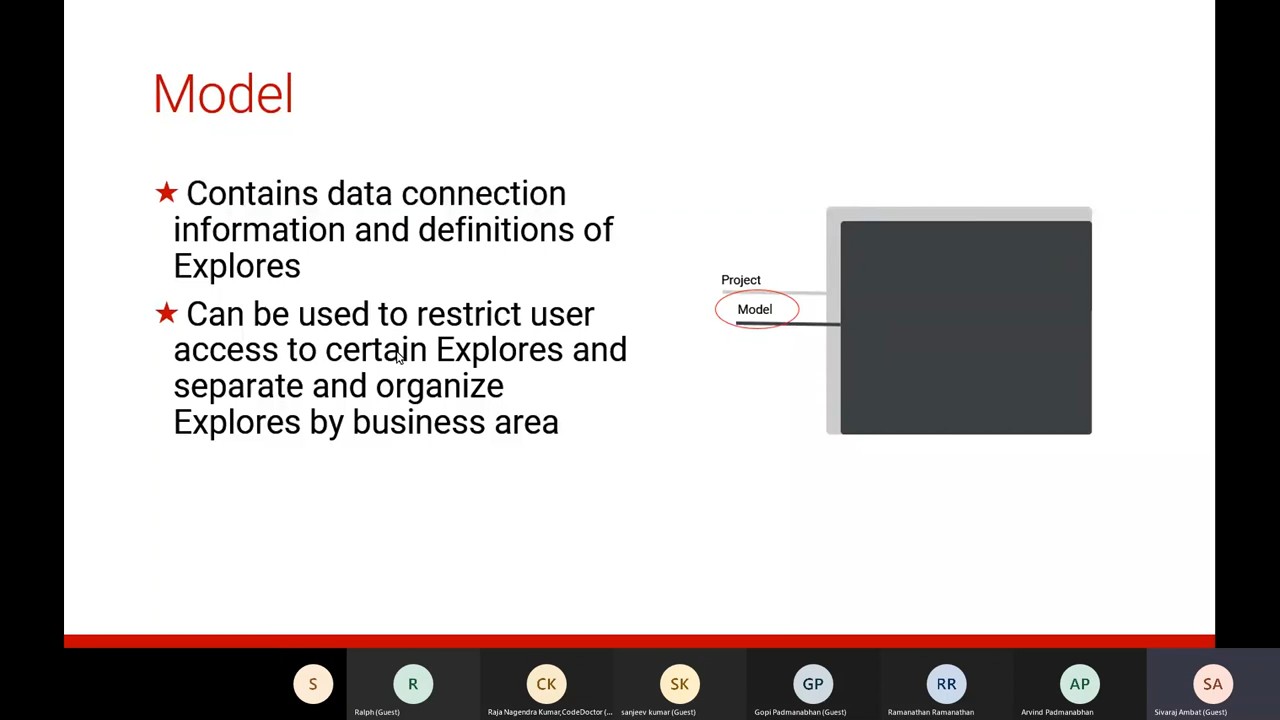 Model
★ Contains data connection
information and definitions of
Explores
★ Can be used to restrict user
access to certain Explores and
separate and organize
Explores by business area
Project
Model
S
R
CK
SK
GP
RR
AP
SA
Ralph (Guest)
Raja Nagendra Kumar,CodeDoctor (...
sanjeev kumar (Guest)
Gopi Padmanabhan (Guest)
Ramanathan Ramanathan
Arvind Padmanabhan
Sivaraj Ambat (Guest)